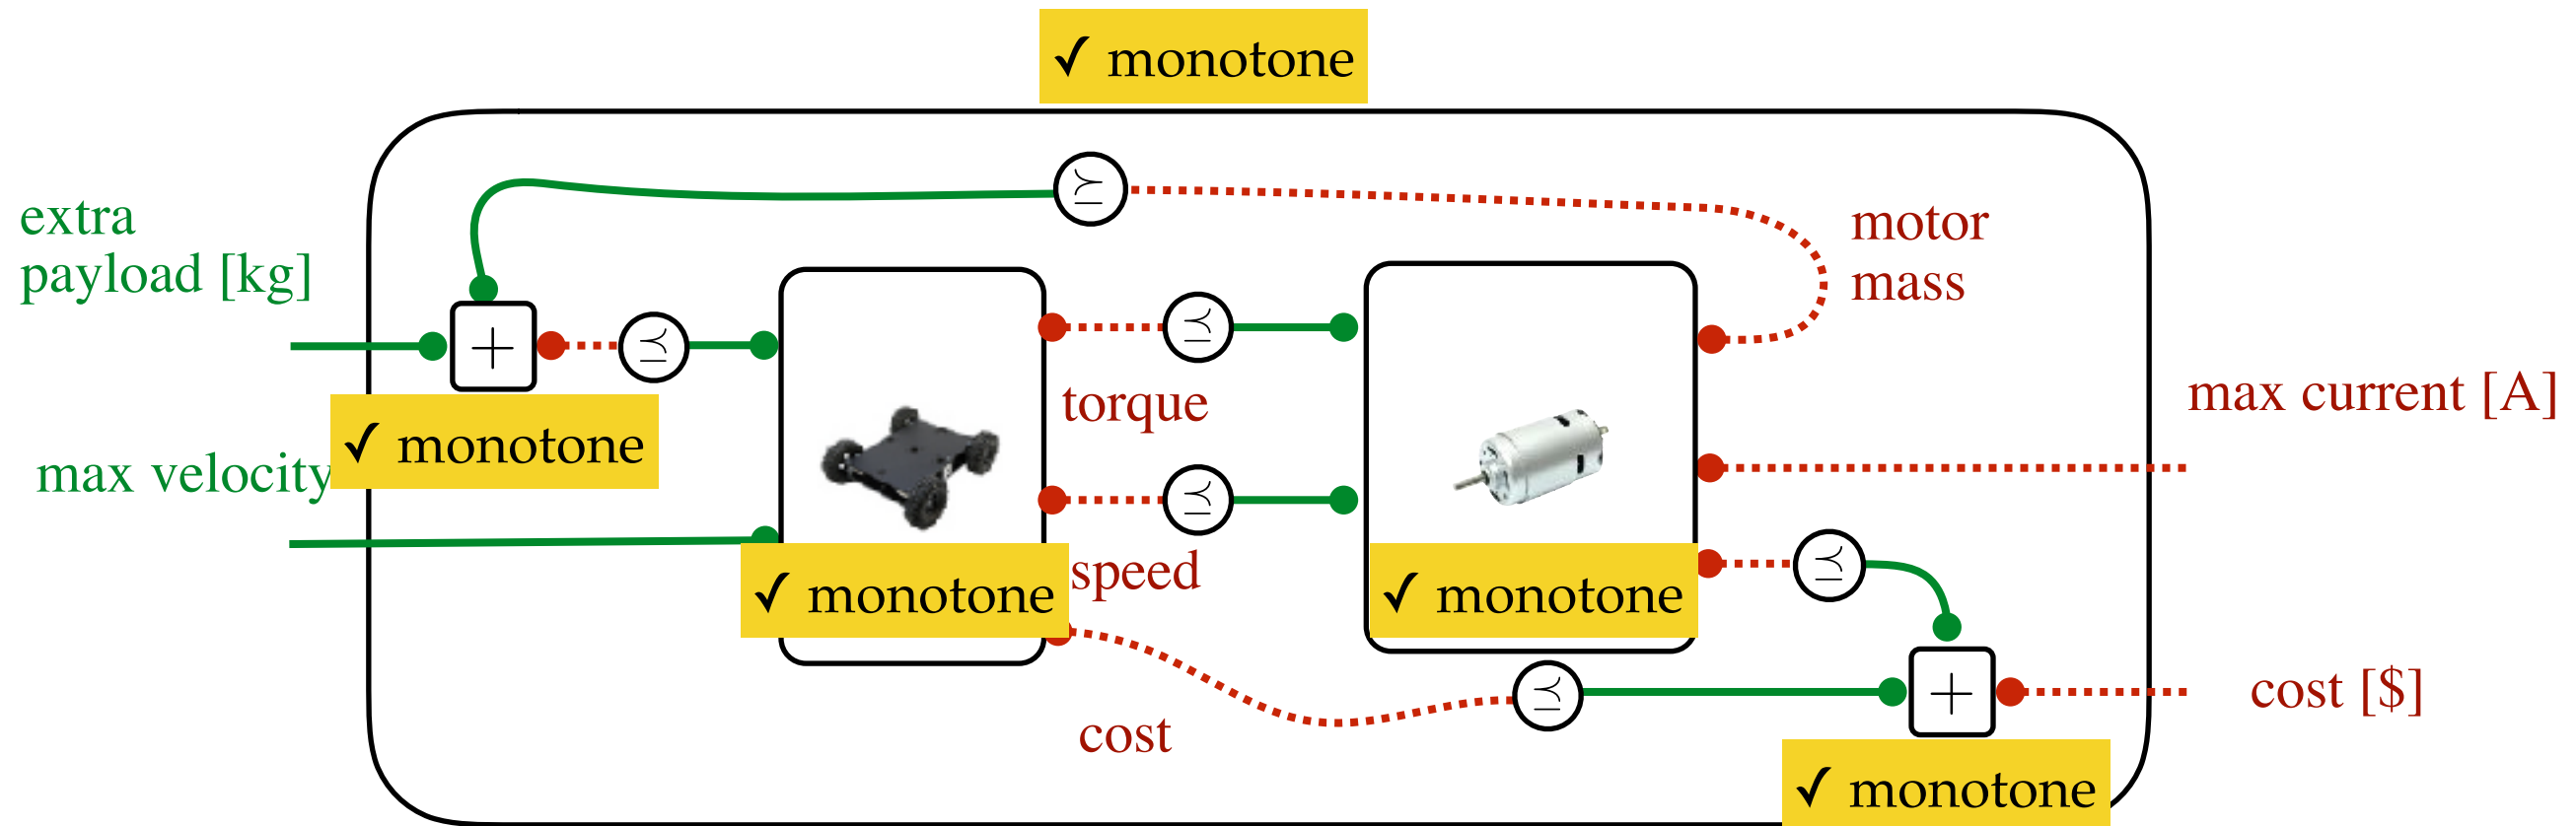 ✓ monotone
⪰
extra
payload [kg]
motor
mass
+
⪯
⪯
torque
max current [A]
✓ monotone
max velocity
⪯
speed
✓ monotone
✓ monotone
⪯
cost
⪯
+
cost [$]
✓ monotone